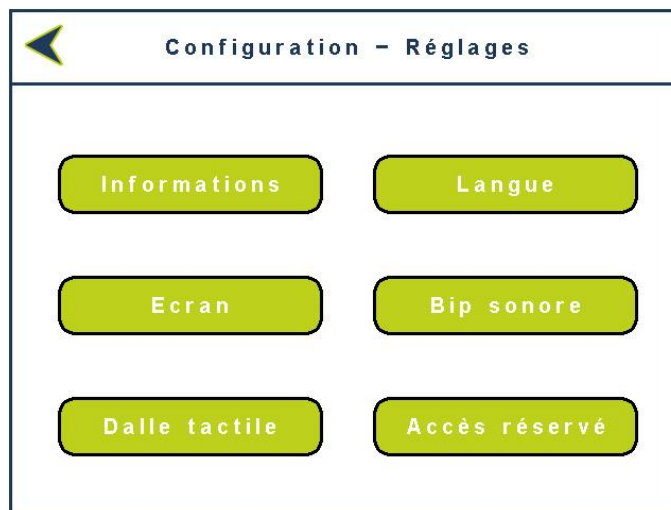 Configuration – Réglages
Informations
Langue
Ecran
Bip sonore
Dalle tactile
Accès réservé